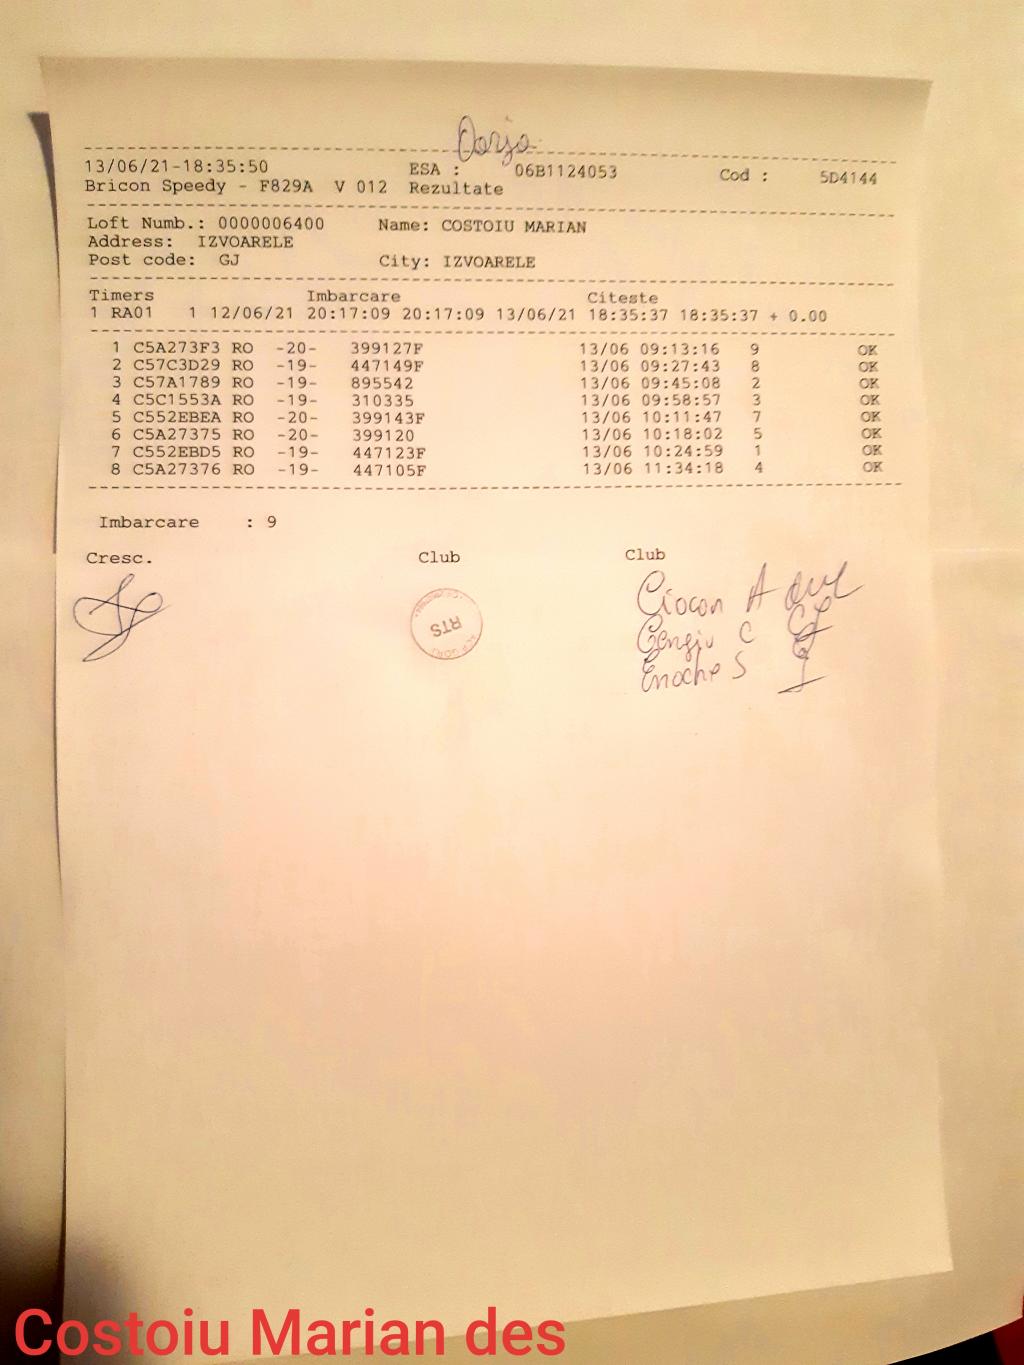 Oarja
13/06/21-18:35:50 ESA : 06B1124053 Cod : 5D4144
Bricon Speedy - F829A V 012 Rezultate
Loft Numb.: 0000006400 Name: COSTOIU MARIAN
Address: IZVOARELE
Post code: GJ City: IZVOARELE
Timers Imbarcare Citeste
1 RA01 1 12/06/21 20:17:09 20:17:09 13/06/21 18:35:37 18:35:37 + 0.00
1 C5A273F3 RO -20- 399127F 13/06 09:13:16 9 OK
2 C57C3D29 RO -19- 447149F 13/06 09:27:43 8 OK
3 C57A1789 RO -19- 895542 13/06 09:45:08 2 OK
4 C5C1553A RO -19- 310335 13/06 09:58:57 3 OK
5 C552EBEA RO -20- 399143F 13/06 10:11:47 7 OK
6 C5A27375 RO -20- 399120 13/06 10:18:02 5 OK
7 C552EBD5 RO -19- 447123F 13/06 10:24:59 1 OK
8 C5A27376 RO -19- 447105F 13/06 11:34:18 4 OK
Imbarcare : 9
Cresc. Club Club
Ciocan A
RTS
C
Enache S
Costoiu Marian des